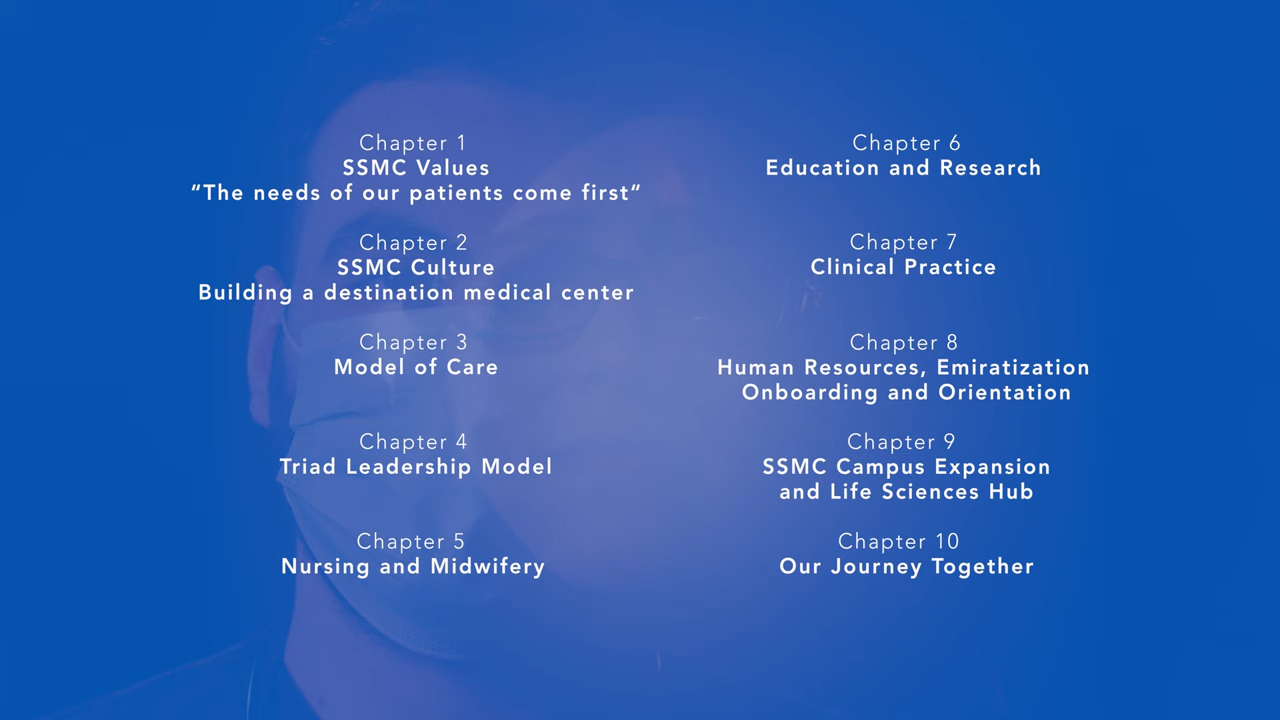 Chapter 1
SSMC Values
“The needs of our patients come first“
Chapter 2
SSMC Culture
Building a destination medical center
Chapter 3
Model of Care
Chapter 4
Triad Leadership Model
Chapter 5
Nursing and Midwifery
Chapter 6
Education and Research
Chapter 7
Clinical Practice
Chapter 8
Human Resources, Emiratization
Onboarding and Orientation
Chapter 9
SSMC Campus Expansion
and Life Sciences Hub
Chapter 10
Our Journey Together